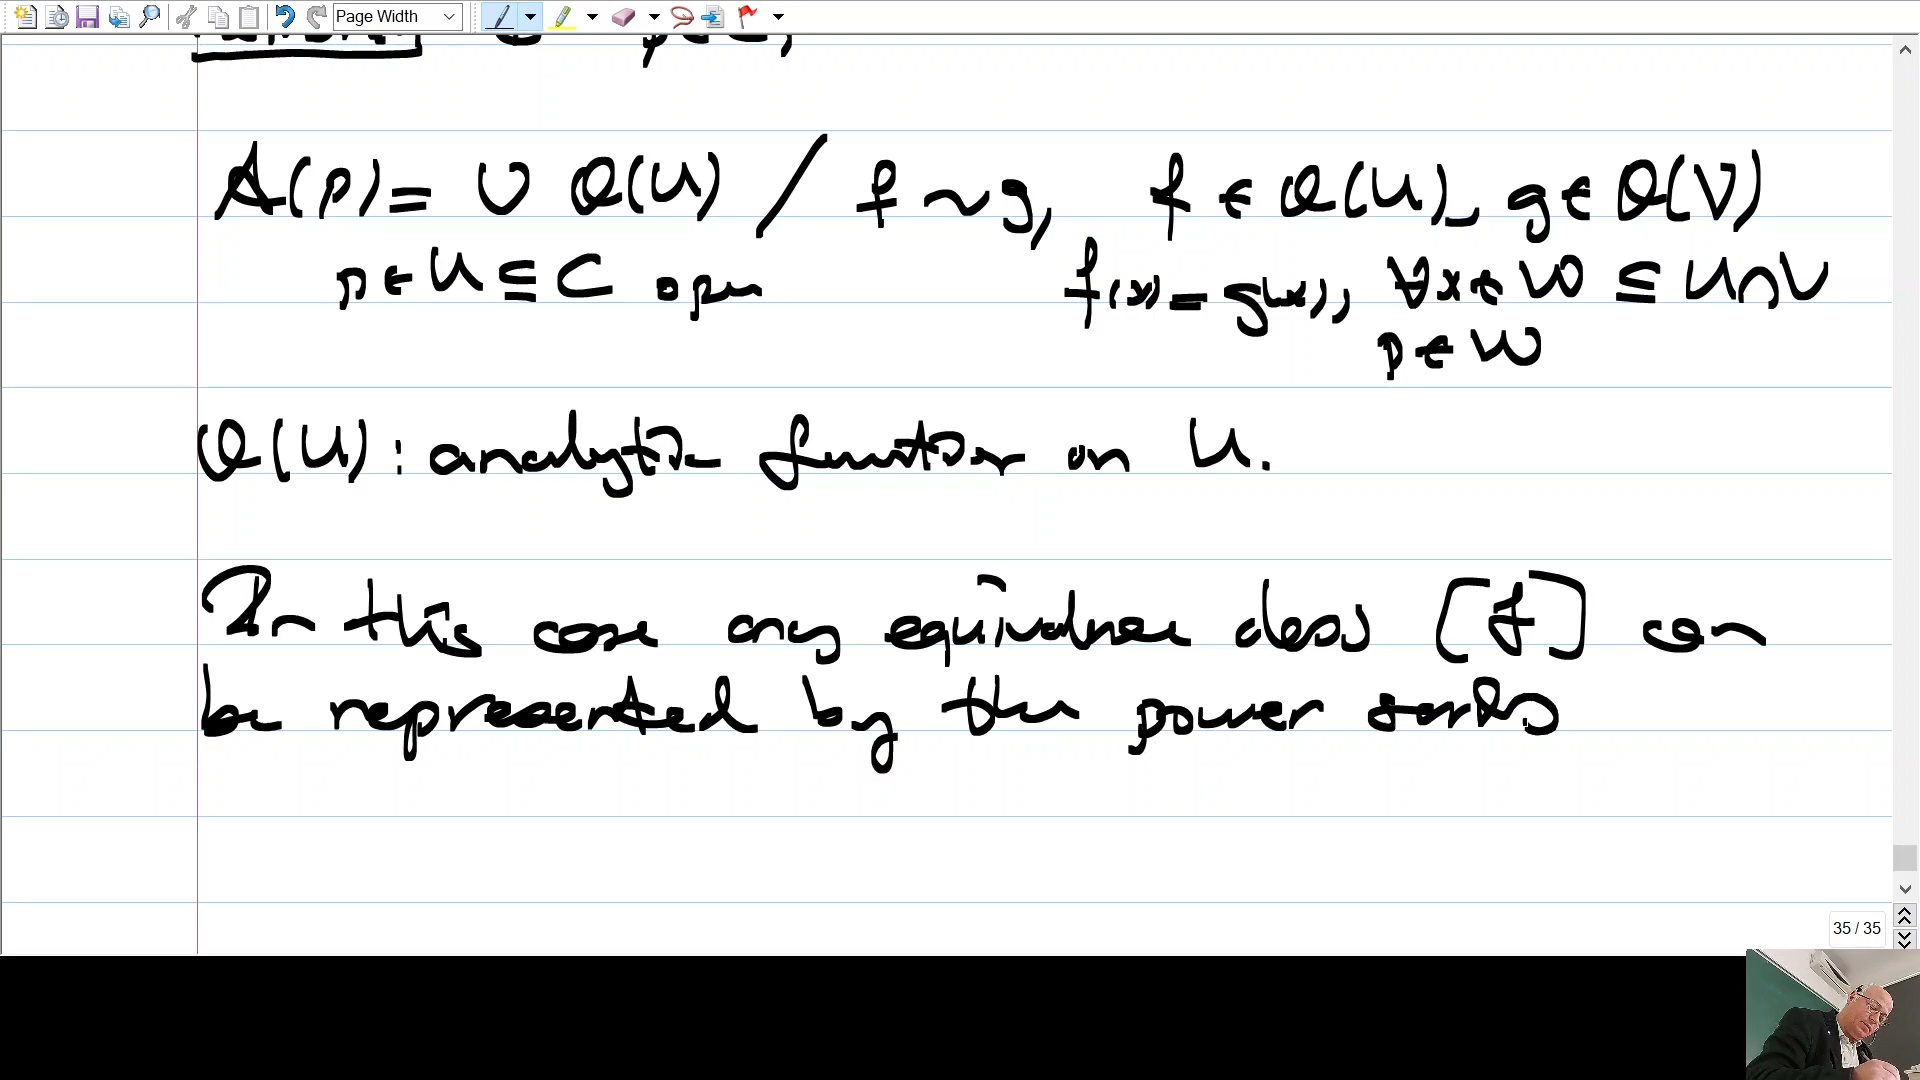 Page Width
A(p) = ∪ O(U) / f ~ g, f ∈ O(U), g ∈ O(V)
p ∈ U ⊆ C open f(x) = g(x), ∀x ∈ W ⊆ U∩V
p ∈ W
O(U): analytic function on U.
In this case any equivalence class [f] can
be represented by the power series
35 / 35